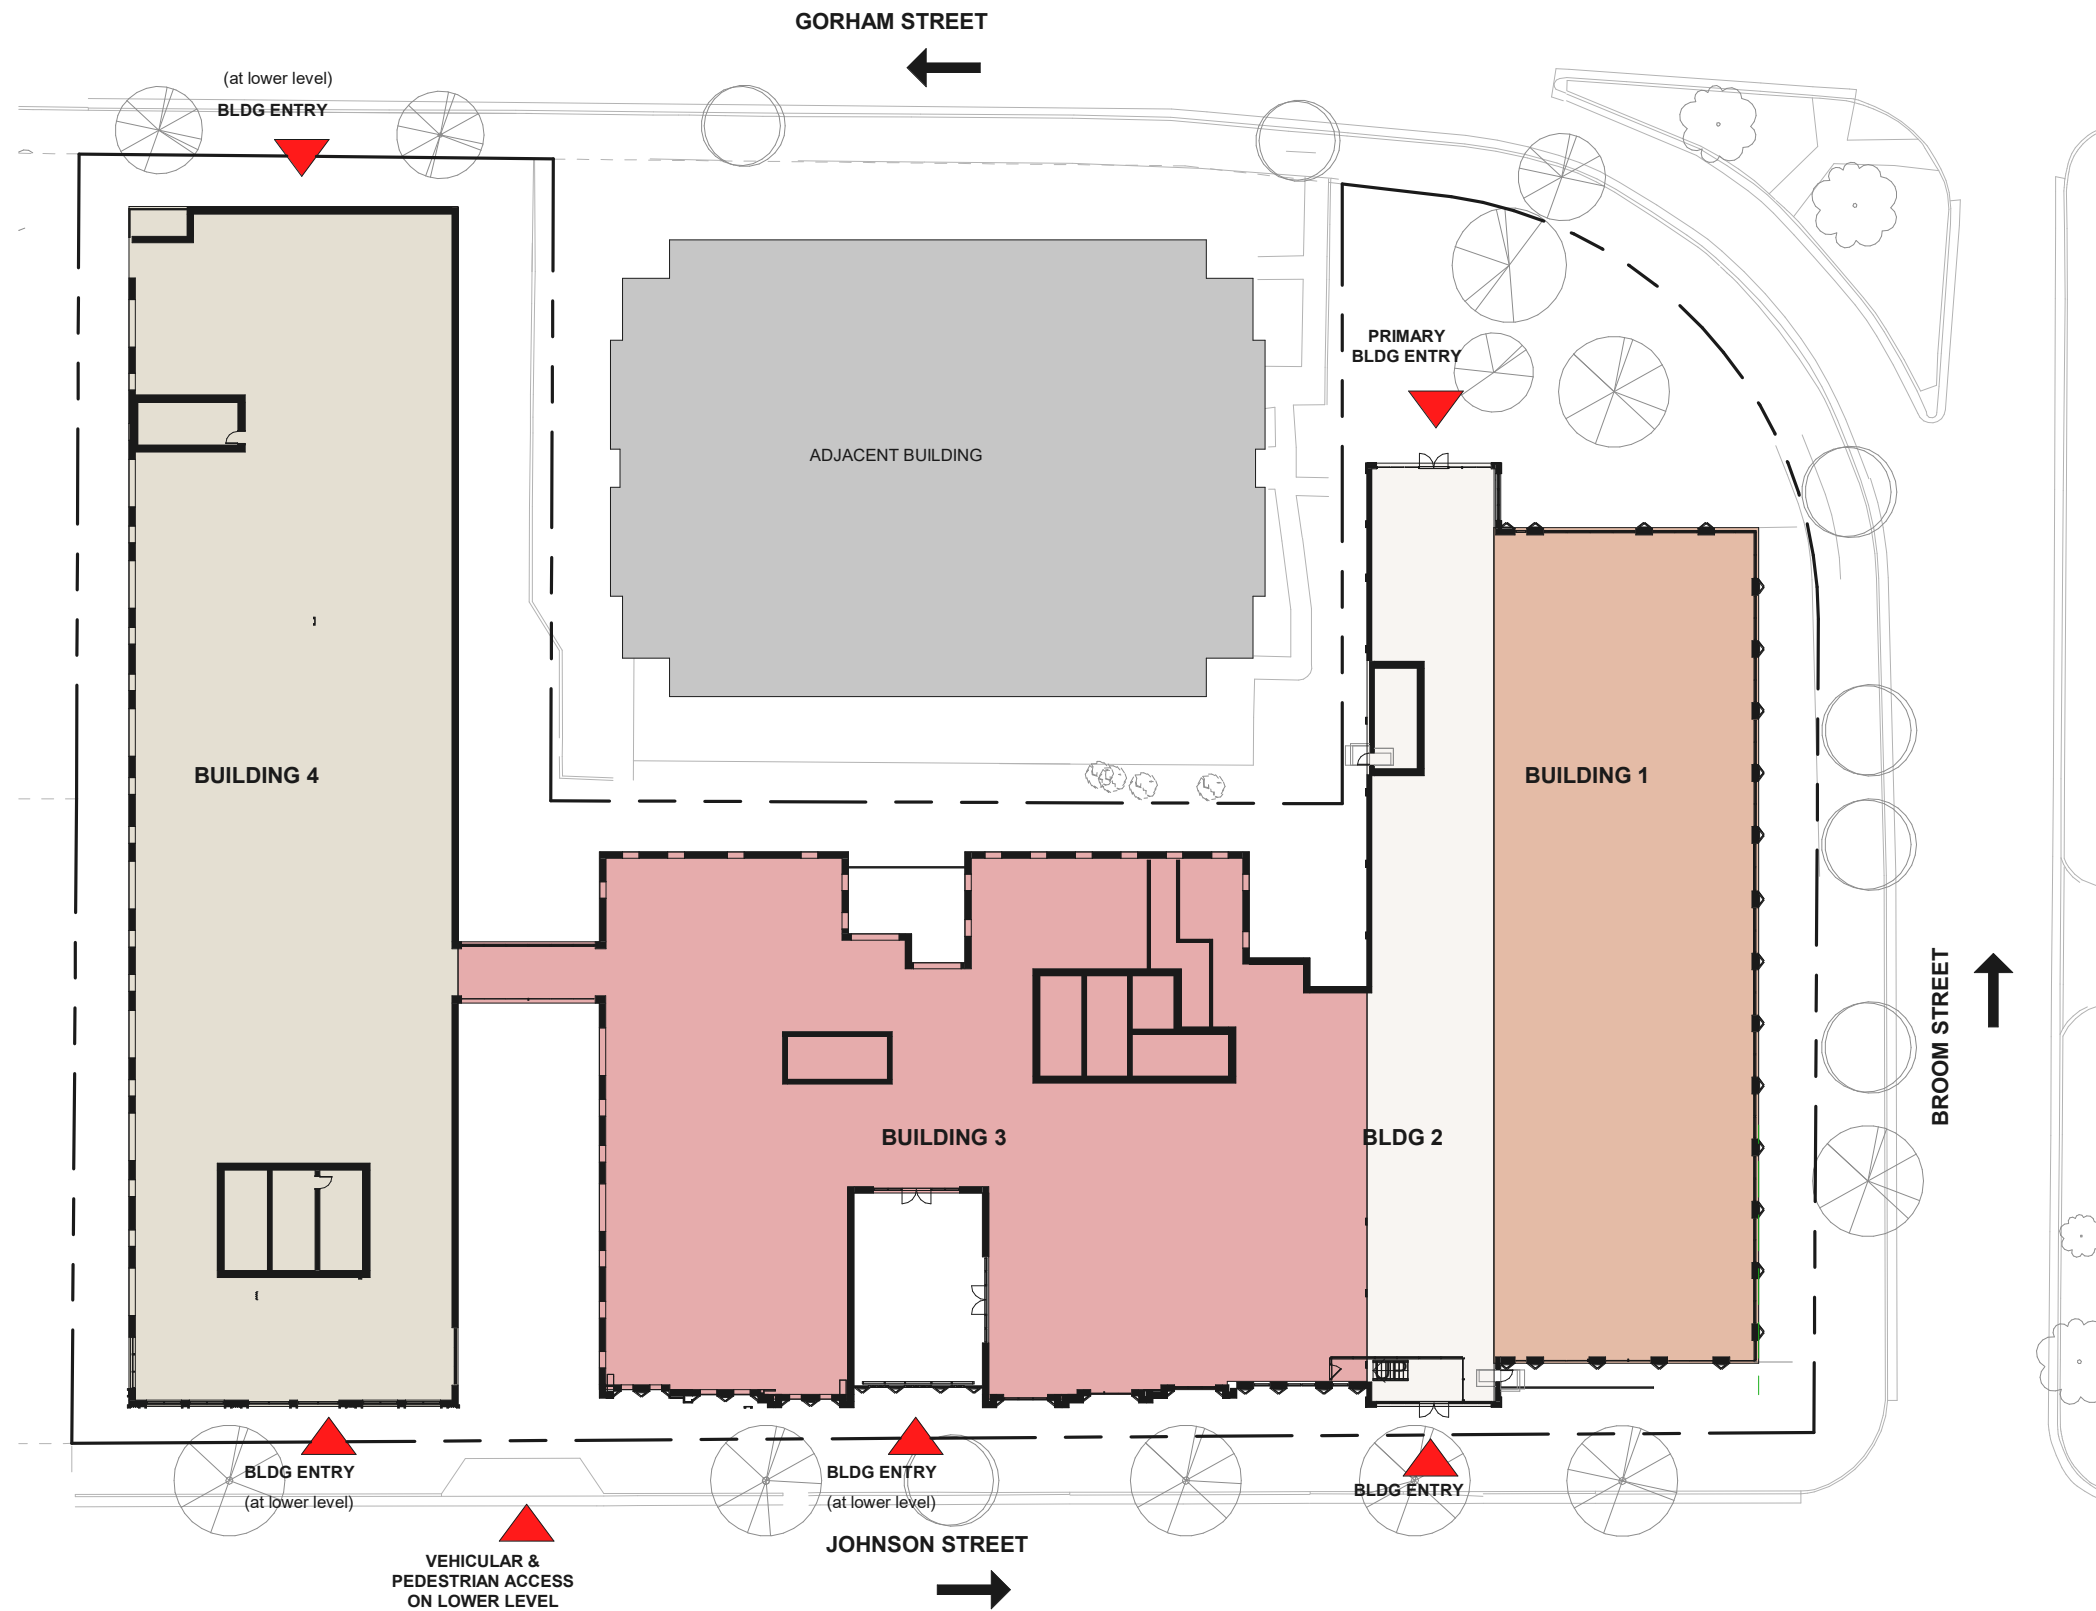 GORHAM STREET
(at lower level)
BLDG ENTRY
PRIMARY
BLDG ENTRY
ADJACENT BUILDING
BUILDING 4
BUILDING 1
BROOM STREET
BUILDING 3
BLDG 2
BLDG ENTRY
(at lower level)
BLDG ENTRY
(at lower level)
BLDG ENTRY
JOHNSON STREET
VEHICULAR &
PEDESTRIAN ACCESS
ON LOWER LEVEL